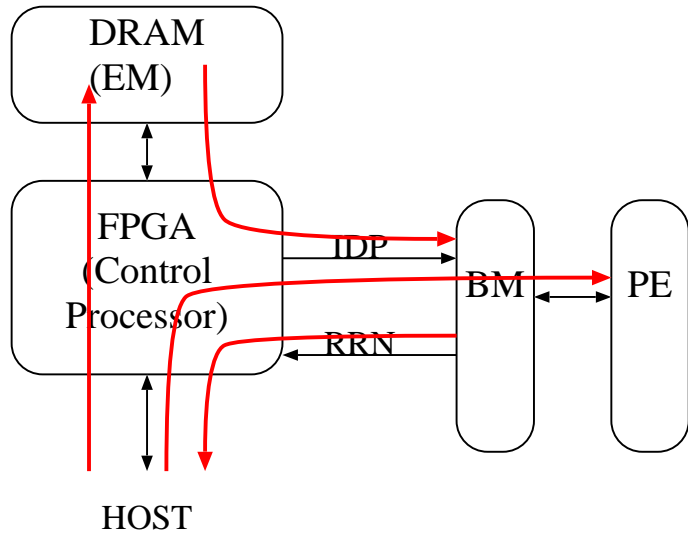 DRAM
(EM)
FPGA
(Control
Processor)
IDP
BM
PE
RRN
HOST